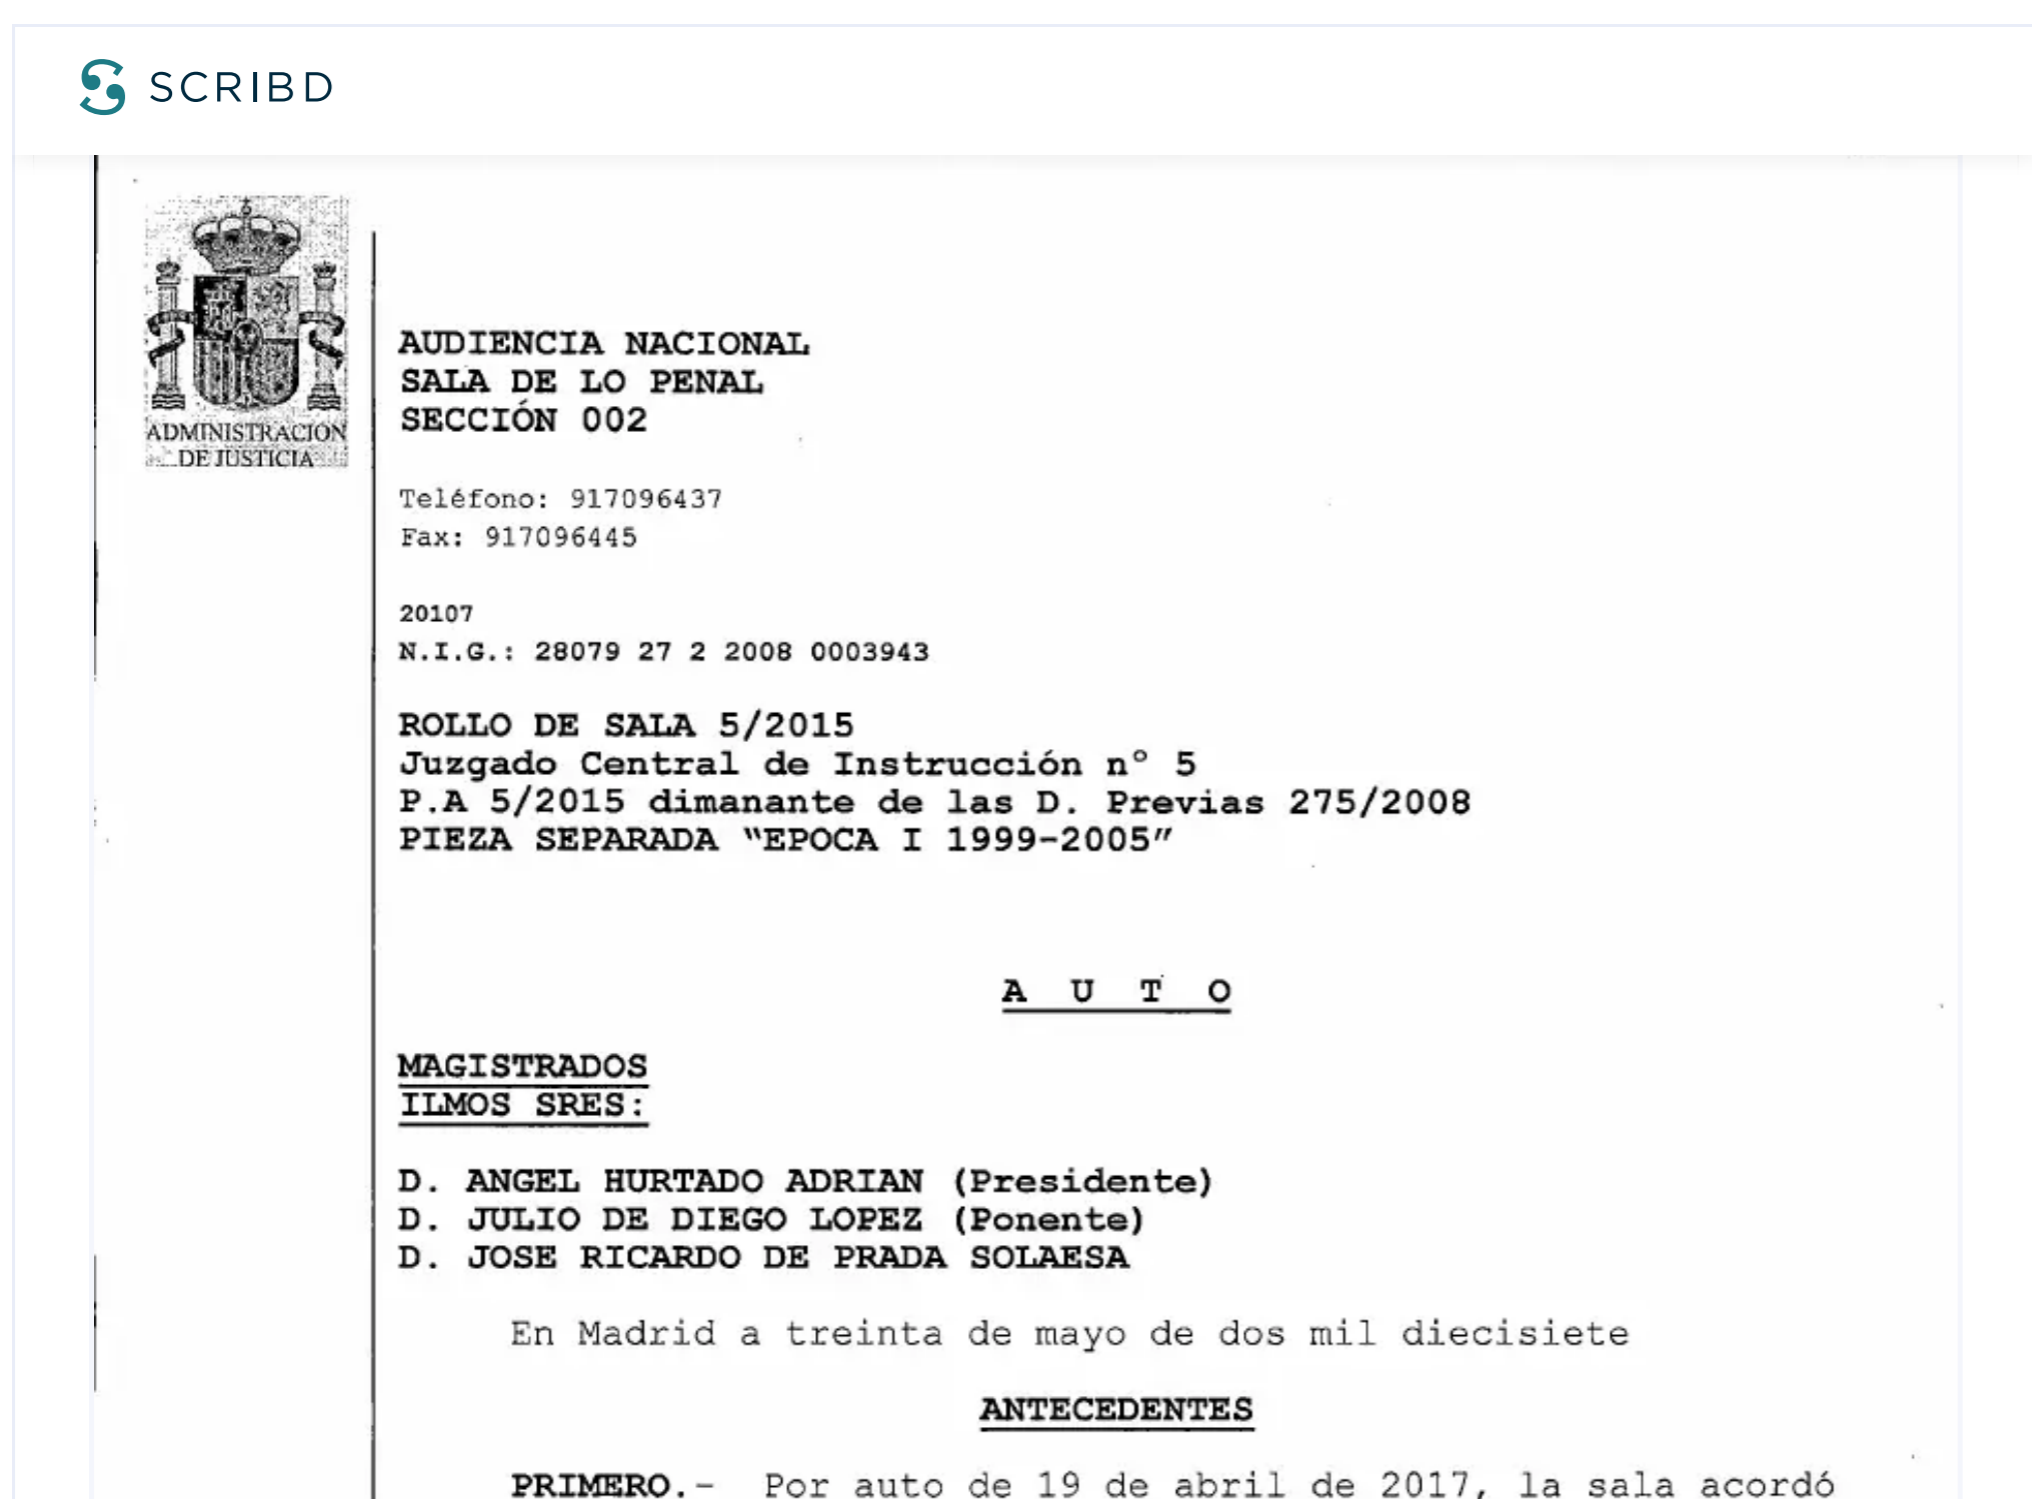 SCRIBD
ADMINISTRACION
DE JUSTICIA
AUDIENCIA NACIONAL
SALA DE LO PENAL
SECCIÓN 002
Teléfono: 917096437
Fax: 917096445
20107
N.I.G.: 28079 27 2 2008 0003943
ROLLO DE SALA 5/2015
Juzgado Central de Instrucción nº 5
P.A 5/2015 dimanante de las D. Previas 275/2008
PIEZA SEPARADA "EPOCA I 1999-2005"
A U T O
MAGISTRADOS
ILMOS SRES:
D. ANGEL HURTADO ADRIAN (Presidente)
D. JULIO DE DIEGO LOPEZ (Ponente)
D. JOSE RICARDO DE PRADA SOLAESA
En Madrid a treinta de mayo de dos mil diecisiete
ANTECEDENTES
PRIMERO.- Por auto de 19 de abril de 2017, la sala acordó